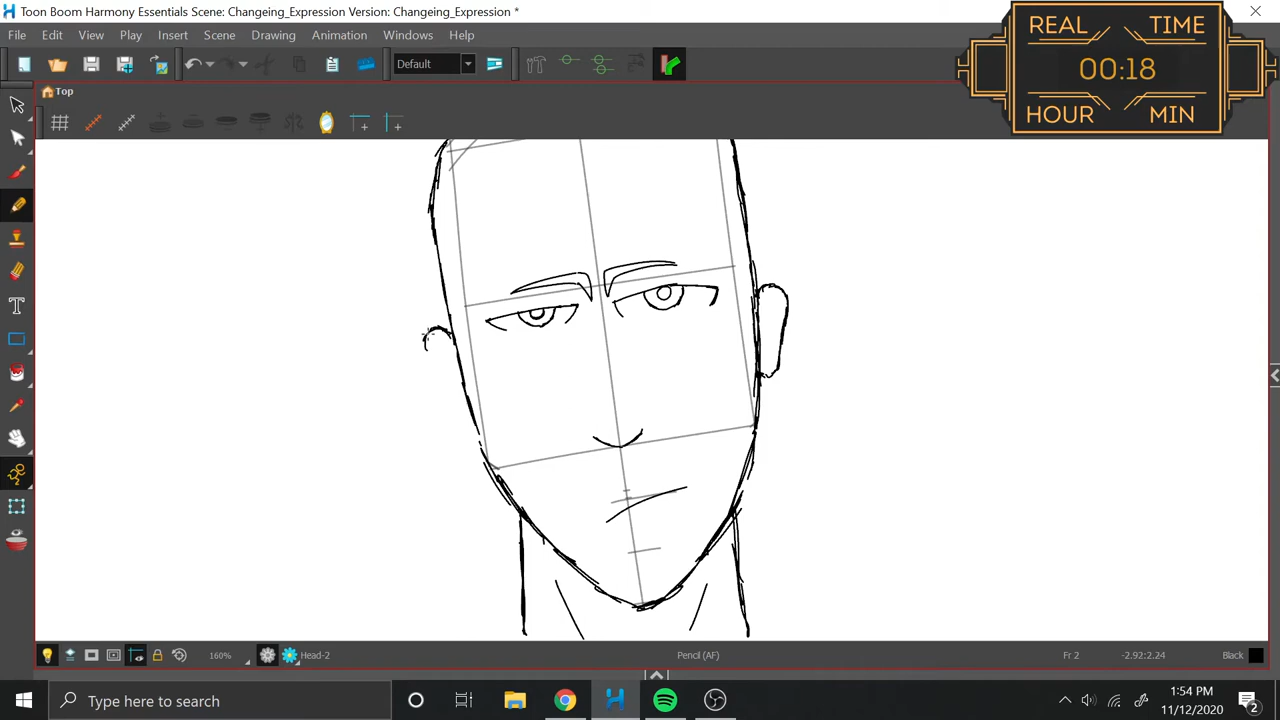 Toon Boom Harmony Essentials Scene: Changeing_Expression Version: Changeing_Expression *
File Edit View Play Insert Scene Drawing Animation Windows Help
Default
REAL TIME
00:18
HOUR MIN
Top
160% Head-2 Pencil (AF) Fr 2 -2.92:2.24 Black
Type here to search
1:54 PM
11/12/2020
2